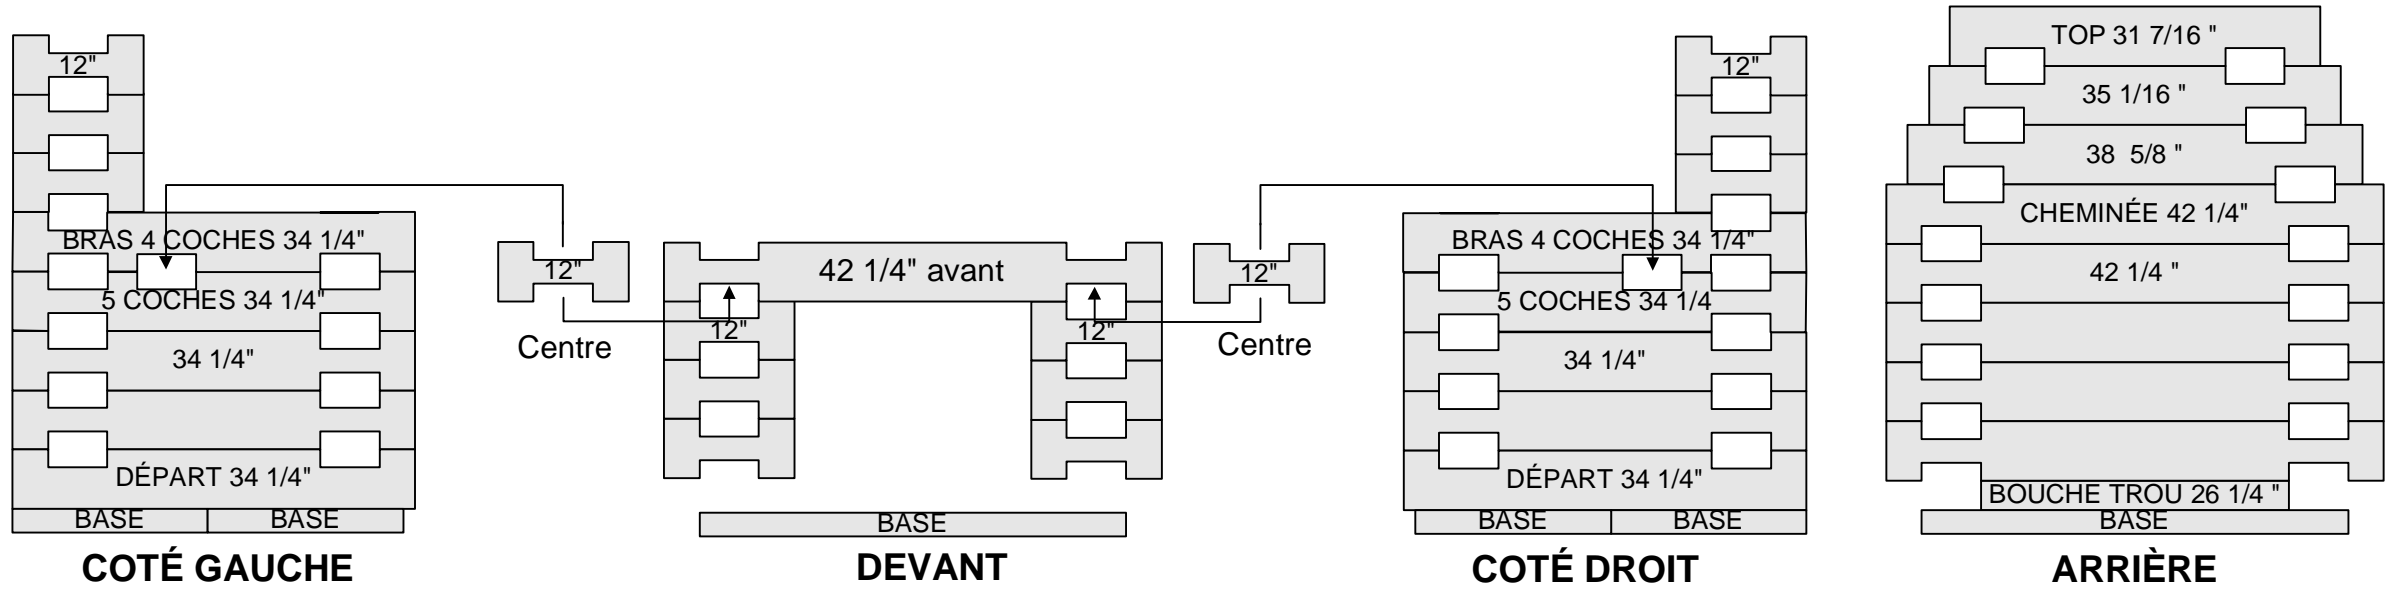 12"
BRAS 4 COCHES 34 1/4"
5 COCHES 34 1/4"
34 1/4"
DÉPART 34 1/4"
BASE BASE
COTÉ GAUCHE
12"
Centre
42 1/4" avant
12" 12"
BASE
DEVANT
12"
Centre
12"
BRAS 4 COCHES 34 1/4"
5 COCHES 34 1/4
34 1/4"
DÉPART 34 1/4"
BASE BASE
COTÉ DROIT
TOP 31 7/16 "
35 1/16 "
38 5/8 "
CHEMINÉE 42 1/4"
42 1/4 "
BOUCHE TROU 26 1/4 "
BASE
ARRIÈRE